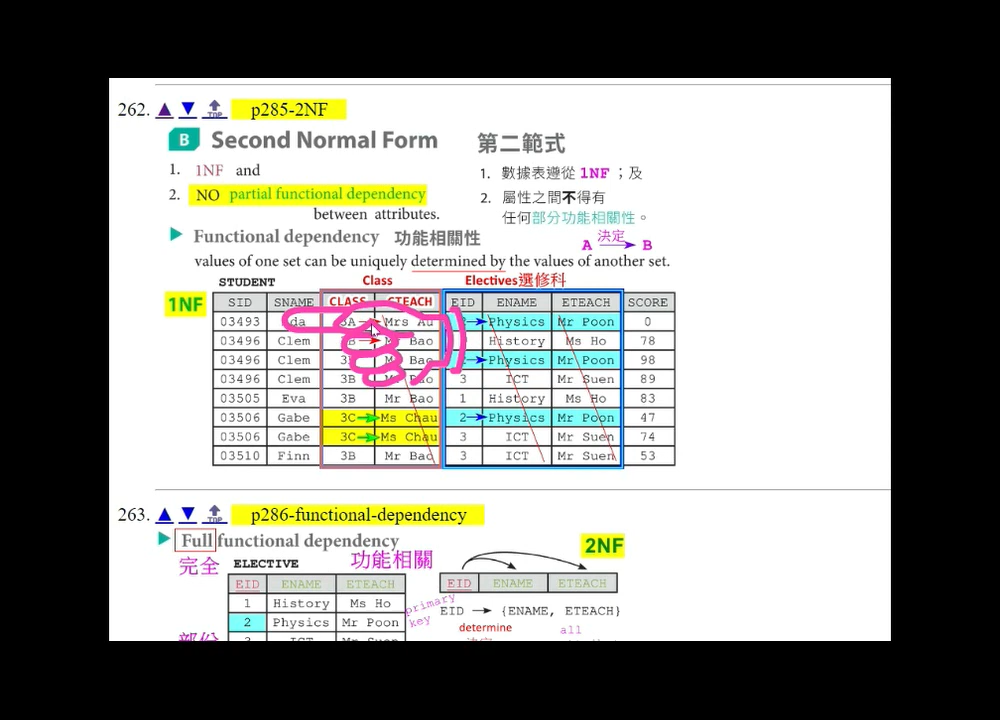 262. TOP p285-2NF
B Second Normal Form 第二範式
1. 1NF and
2. NO partial functional dependency
between attributes.
1. 數據表遵從 1NF ；及
2. 屬性之間不得有
任何部分功能相關性。
Functional dependency 功能相關性
A 決定 B
values of one set can be uniquely determined by the values of another set.
STUDENT Class Electives選修科
1NF
SID SNAME CLASS CTEACH EID ENAME ETEACH SCORE
03493 3A Mrs Au Physics Mr Poon 0
03496 Clem Bao History Ms Ho 78
03496 Clem Bao Physics Mr Poon 98
03496 Clem 3B Bao 3 ICT Mr Suen 89
03505 Eva 3B Mr Bao 1 History Ms Ho 83
03506 Gabe 3C Ms Chau 2 Physics Mr Poon 47
03506 Gabe 3C Ms Chau 3 ICT Mr Suen 74
03510 Finn 3B Mr Bao 3 ICT Mr Suen 53
263. TOP p286-functional-dependency
Full functional dependency
完全 功能相關
2NF
ELECTIVE
EID ENAME ETEACH
1 History Ms Ho
2 Physics Mr Poon
EID ENAME ETEACH
primary
key
EID {ENAME, ETEACH}
determine all